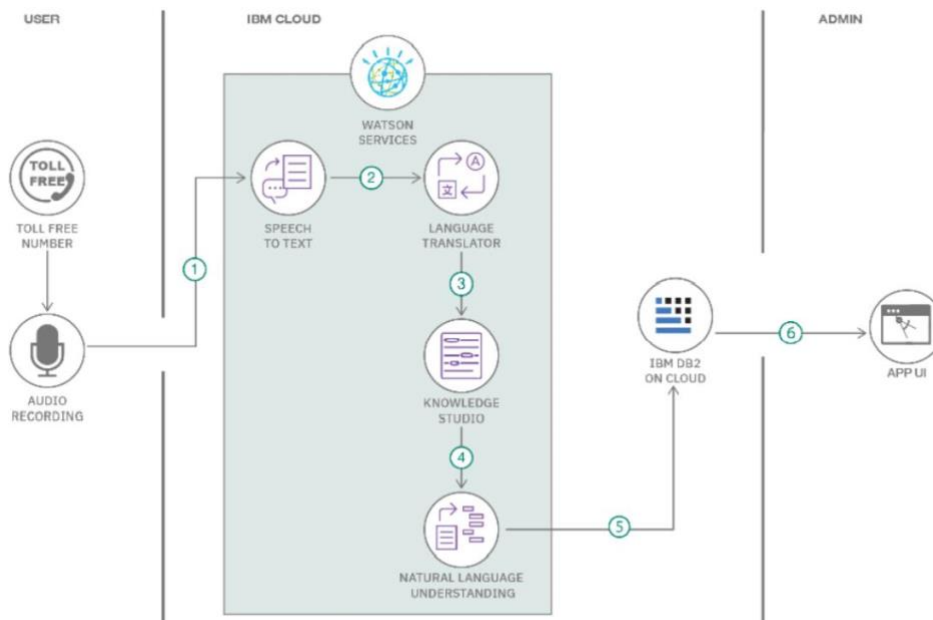 USER
IBM CLOUD
ADMIN
WATSON
SERVICES
TOLL
FREE
TOLL FREE
NUMBER
1
SPEECH
TO TEXT
2
A
文
LANGUAGE
TRANSLATOR
3
AUDIO
RECORDING
KNOWLEDGE
STUDIO
4
NATURAL LANGUAGE
UNDERSTANDING
5
IBM DB2
ON CLOUD
6
APP UI